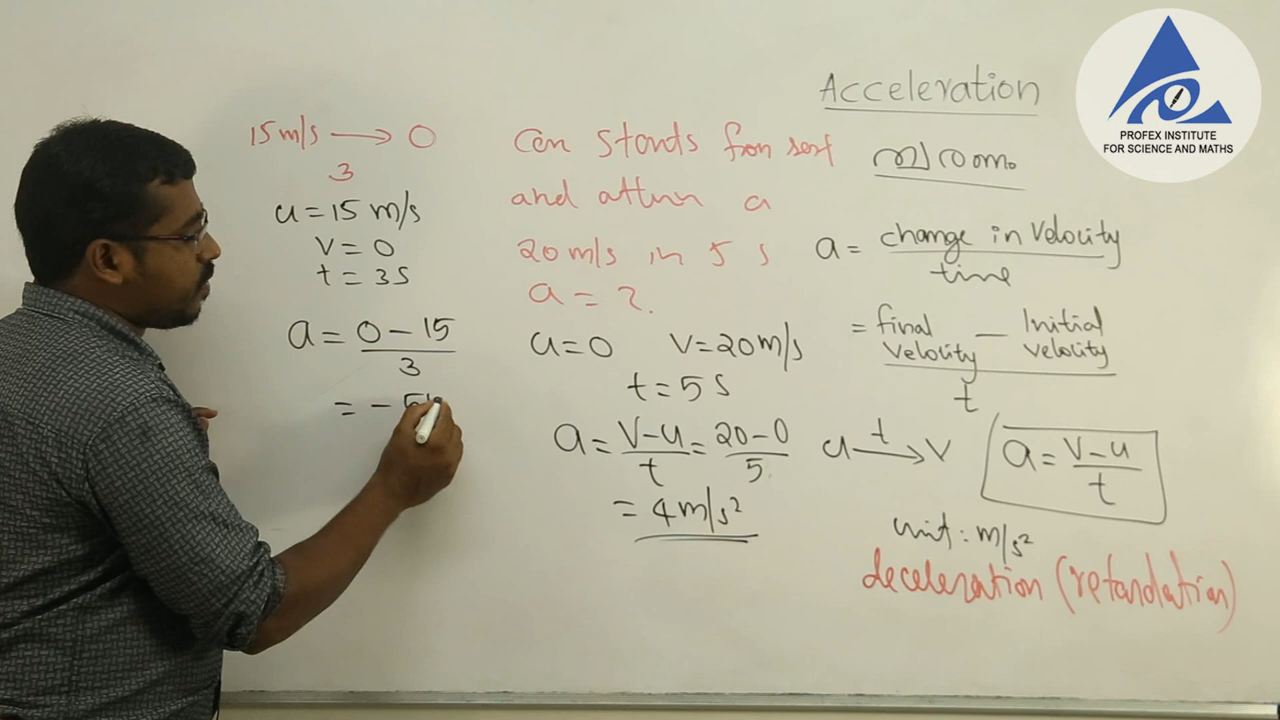 Acceleration
PROFEX INSTITUTE
FOR SCIENCE AND MATHS
a = change in velocity / time
= final velocity − Initial velocity / t
u —t→ v
a = v−u / t
unit : m/s²
deceleration (retardation)
Car starts from rest
and attain a
20 m/s in 5 s
a = ?
u = 0 v = 20 m/s
t = 5 s
a = v−u / t = 20−0 / 5
= 4 m/s²
15 m/s → 0
3
u = 15 m/s
v = 0
t = 3s
a = 0 − 15 / 3
= − 5